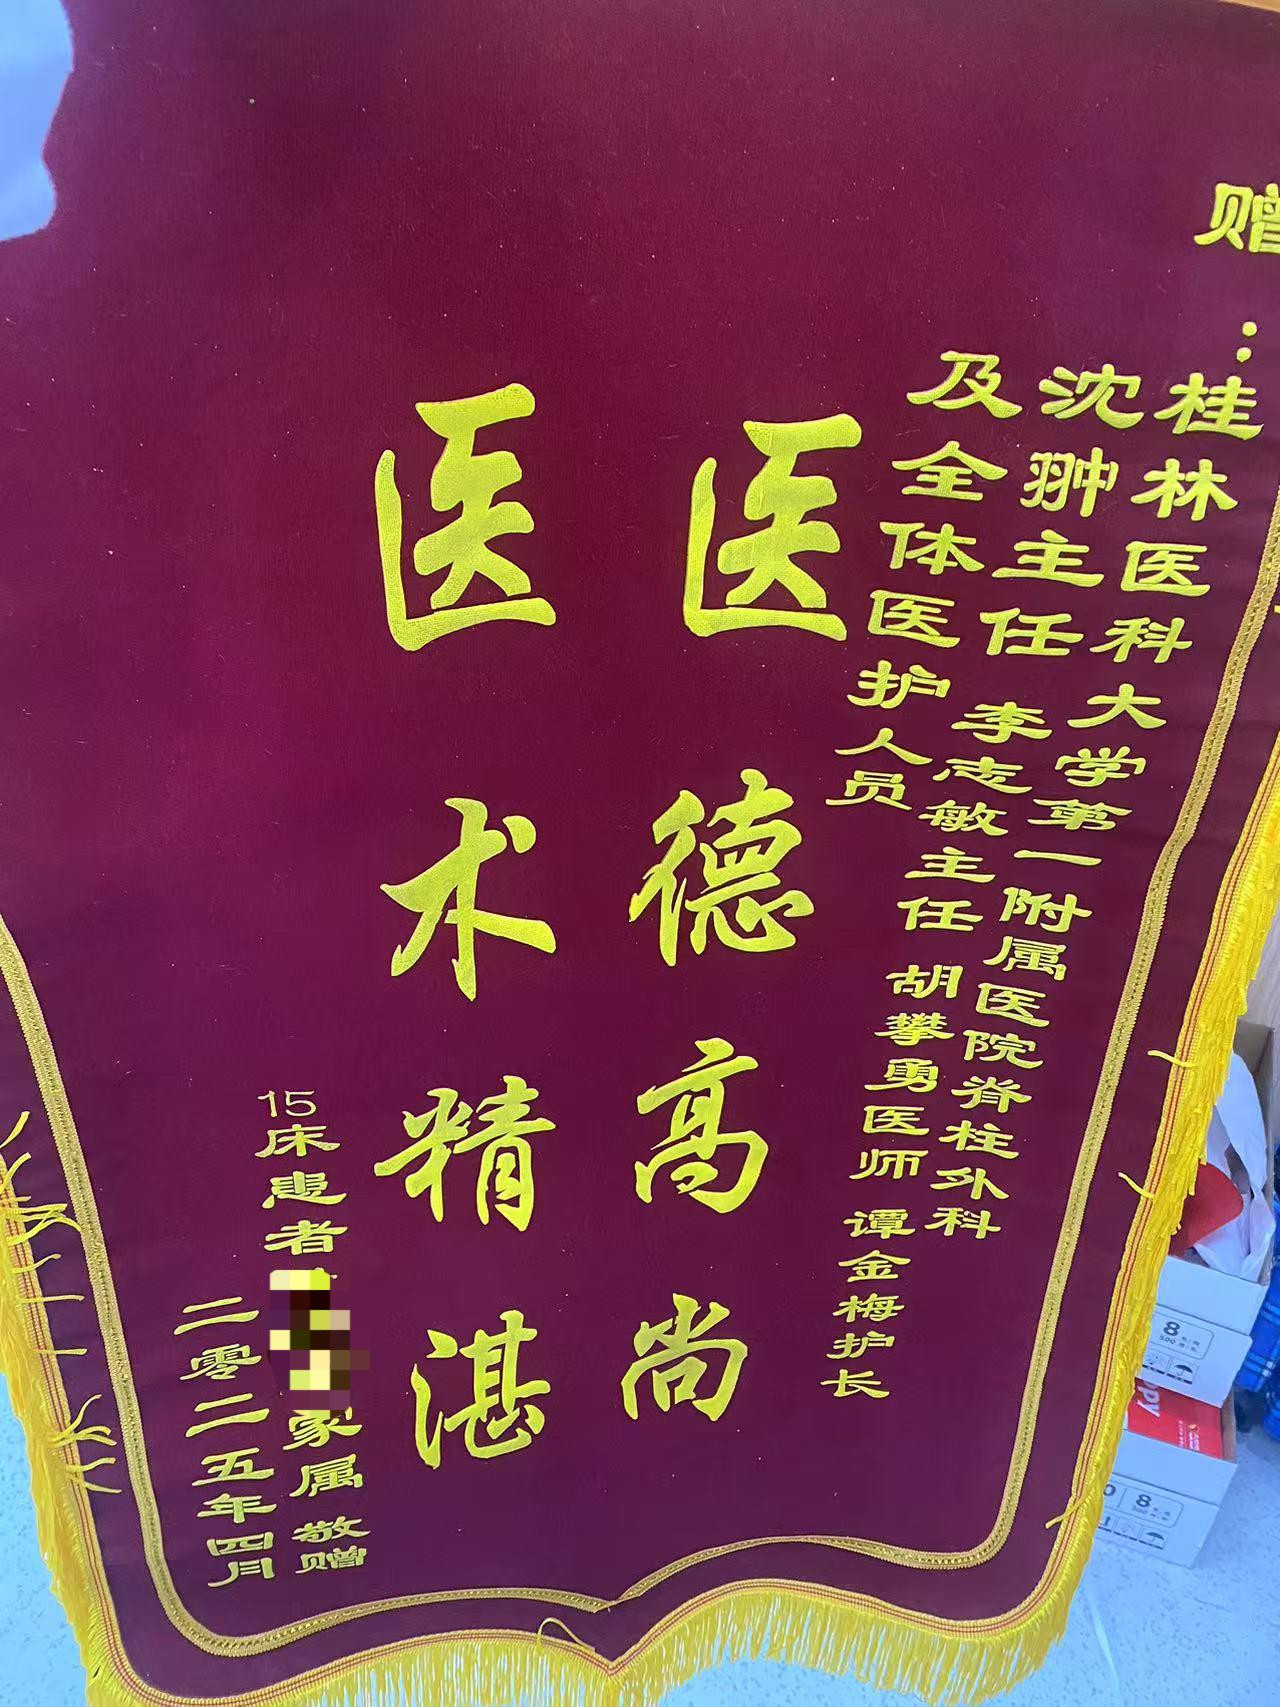 赠：
桂林医科大学第一附属医院脊柱外科
沈翀主任 李志敏主任 胡攀勇医师 谭金梅护长
及全体医护人员
医德高尚
医术精湛
15床患者
家属 敬赠
二零二五年四月
8
500
8